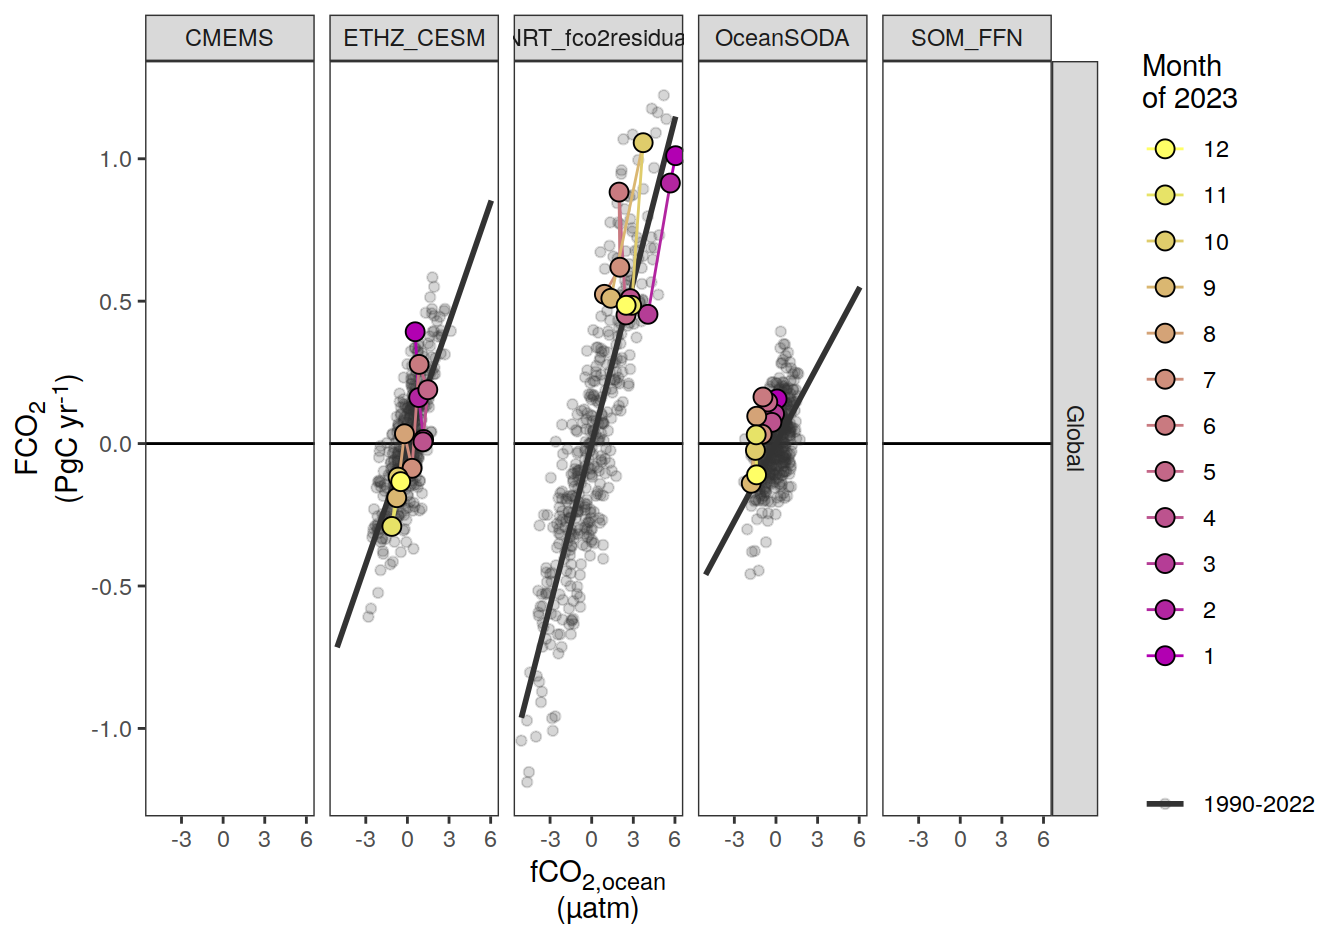 CMEMS ETHZ_CESM NRT_fco2residua OceanSODA SOM_FFN
Global
FCO2
(PgC yr-1)
1.0
0.5
0.0
-0.5
-1.0
-3 0 3 6 -3 0 3 6 -3 0 3 6 -3 0 3 6 -3 0 3 6
fCO2,ocean
(µatm)
Month
of 2023
12
11
10
9
8
7
6
5
4
3
2
1
1990-2022